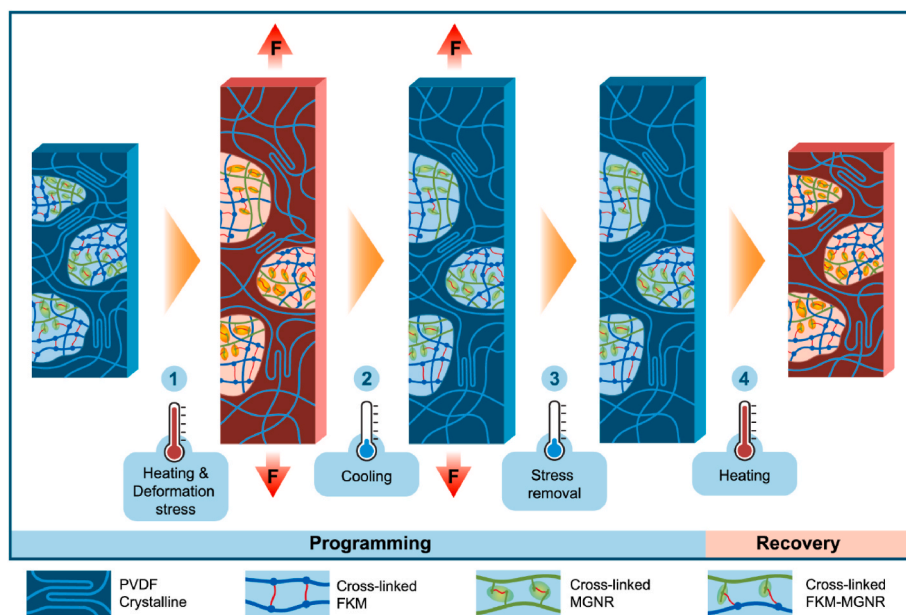 F
F
1
2
3
4
Heating &
Deformation
stress
Cooling
Stress
removal
Heating
F
F
Programming
Recovery
PVDF
Crystalline
Cross-linked
FKM
Cross-linked
MGNR
Cross-linked
FKM-MGNR